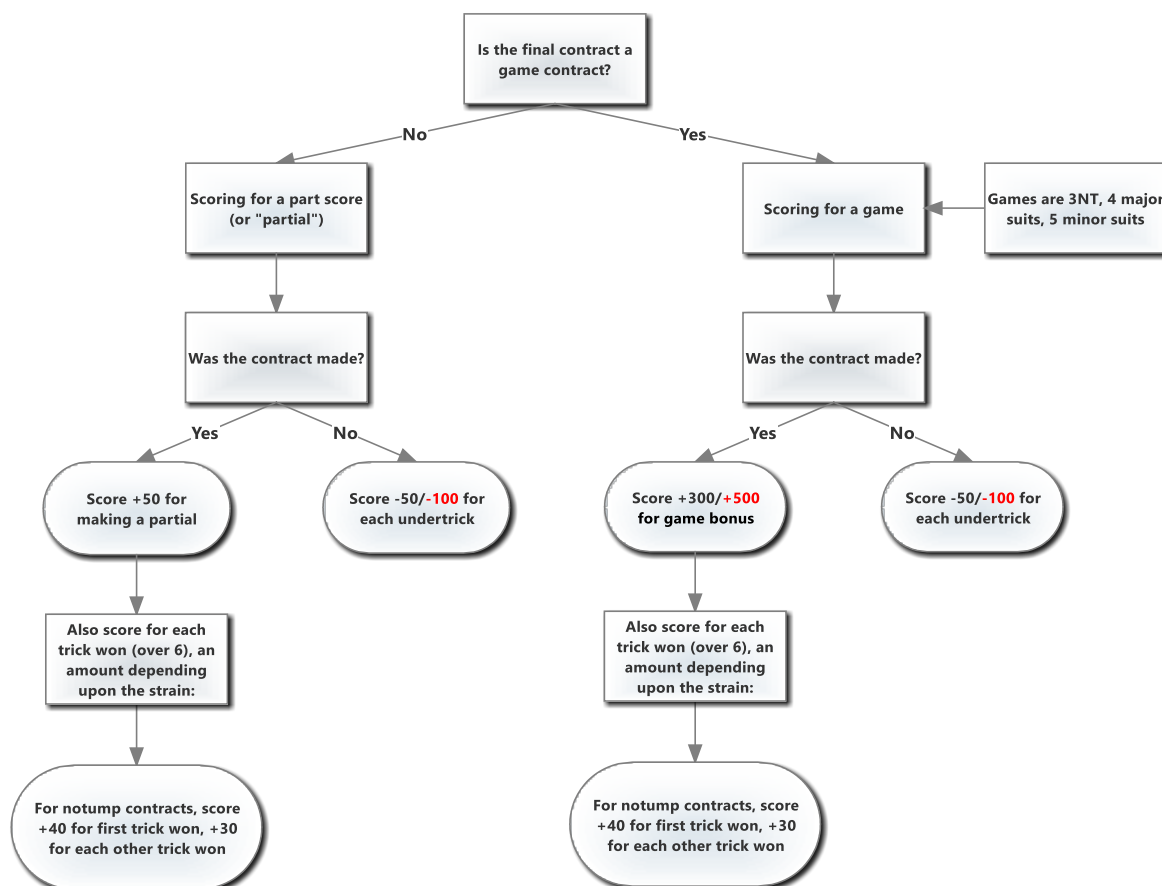 Is the final contract a
game contract?
No
Yes
Scoring for a part score
(or "partial")
Scoring for a game
Games are 3NT, 4 major
suits, 5 minor suits
Was the contract made?
Was the contract made?
Yes
No
Yes
No
Score +50 for
making a partial
Score -50/-100 for
each undertrick
Score +300/+500
for game bonus
Score -50/-100 for
each undertrick
Also score for each
trick won (over 6), an
amount depending
upon the strain:
Also score for each
trick won (over 6), an
amount depending
upon the strain:
For notump contracts, score
+40 for first trick won, +30
for each other trick won
For notump contracts, score
+40 for first trick won, +30
for each other trick won